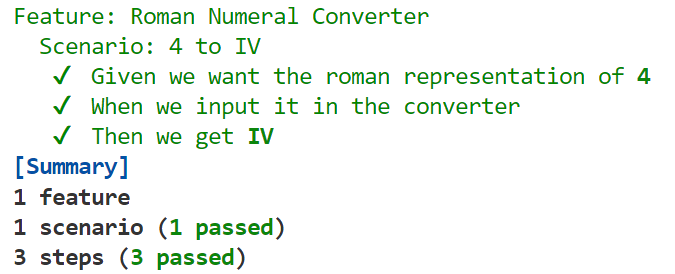 Feature: Roman Numeral Converter
Scenario: 4 to IV
✓ Given we want the roman representation of 4
✓ When we input it in the converter
✓ Then we get IV
[Summary]
1 feature
1 scenario (1 passed)
3 steps (3 passed)